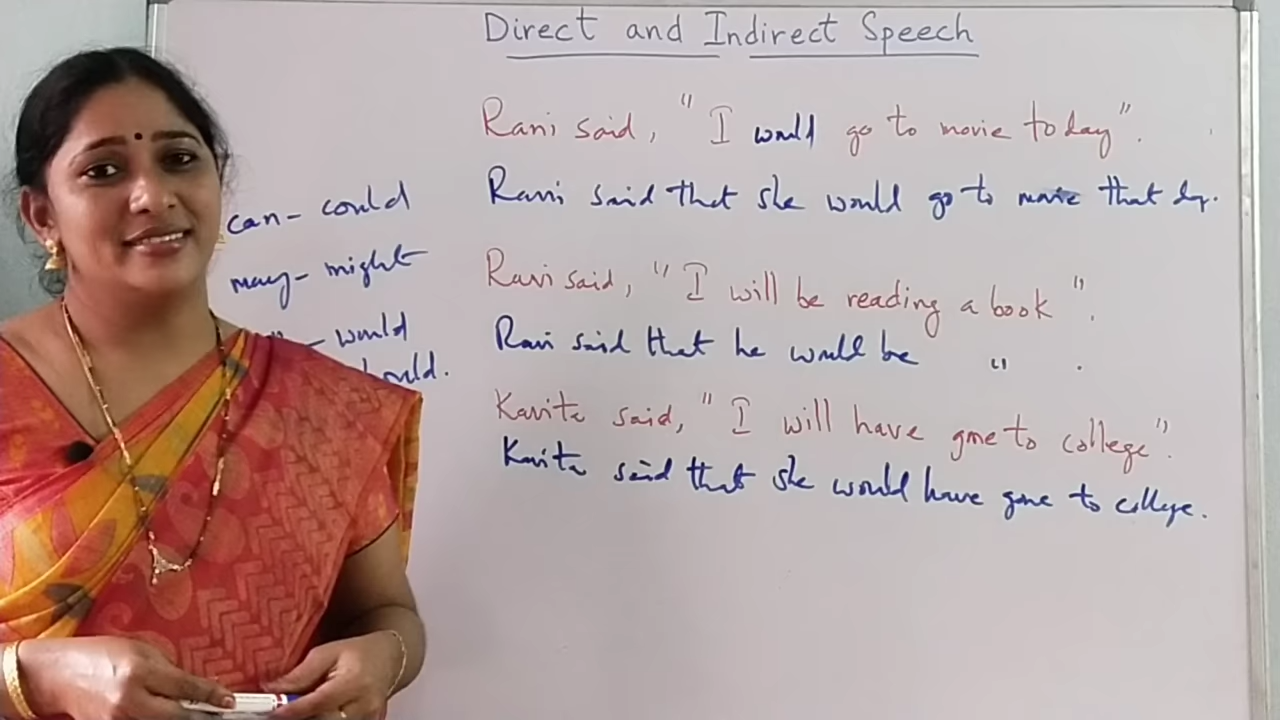 Direct and Indirect Speech
Rani said, "I would go to movie today".
Rani said that she would go to movie that day.
Ravi said, "I will be reading a book".
Ravi said that he would be " .
Kavita said, "I will have gone to college".
Kavita said that she would have gone to college.
can - could
may - might
- would